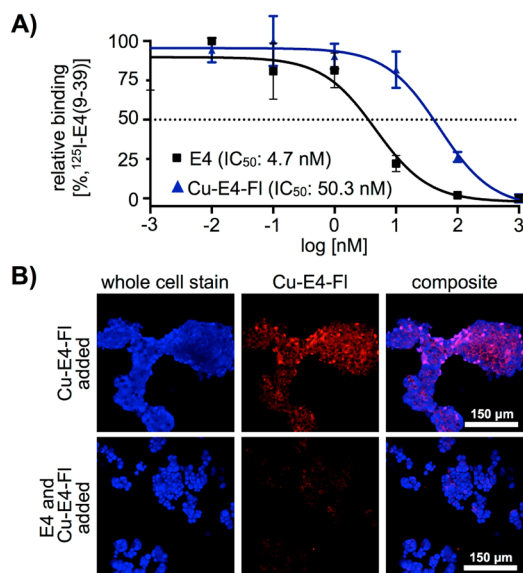 A)
relative binding
[%,¹²⁵I-E4(9-39)]
100
75
50
25
0
E4 (IC₅₀: 4.7 nM)
Cu-E4-Fl (IC₅₀: 50.3 nM)
-3 -2 -1 0 1 2 3
log [nM]
B)
whole cell stain Cu-E4-Fl composite
Cu-E4-Fl
added
150 µm
E4 and
Cu-E4-Fl
added
150 µm